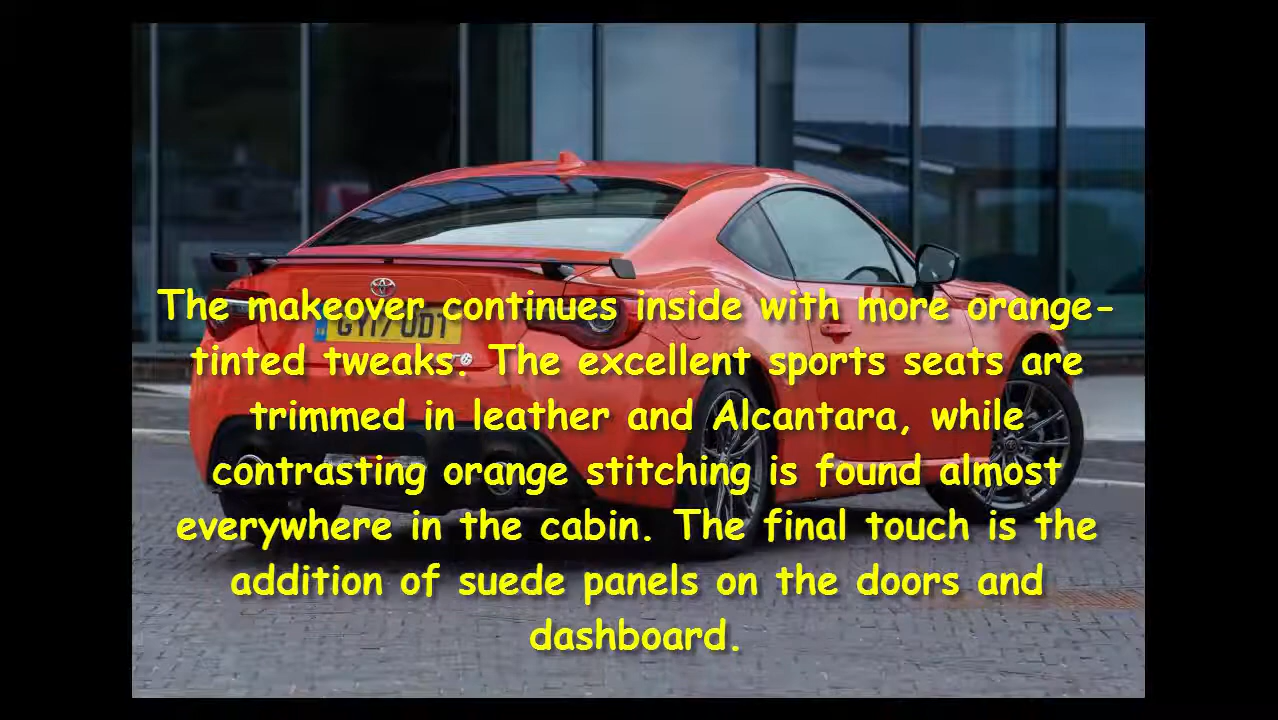 The makeover continues inside with more orange-
GY17 UDT
tinted tweaks. The excellent sports seats are
trimmed in leather and Alcantara, while
contrasting orange stitching is found almost
everywhere in the cabin. The final touch is the
addition of suede panels on the doors and
dashboard.